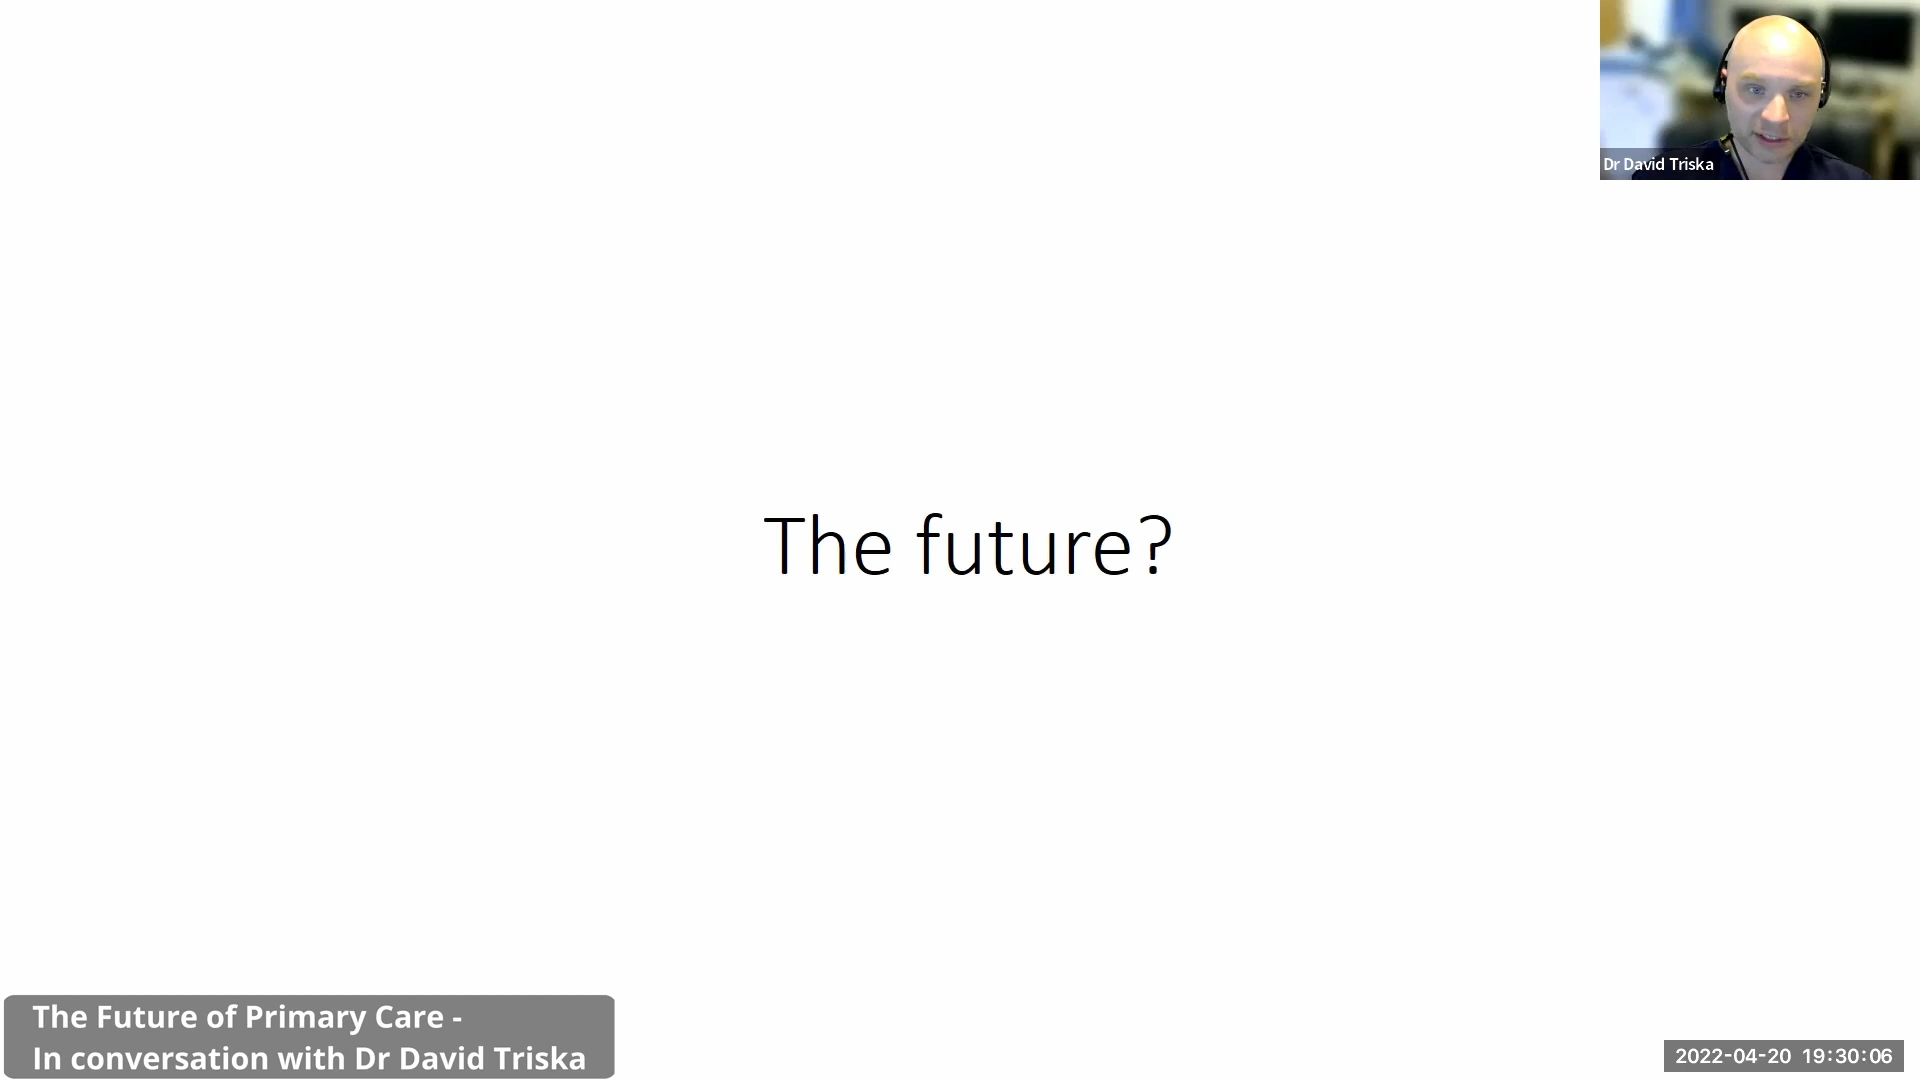 Dr David Triska
The future?
The Future of Primary Care -
In conversation with Dr David Triska
2022-04-20 19:30:06